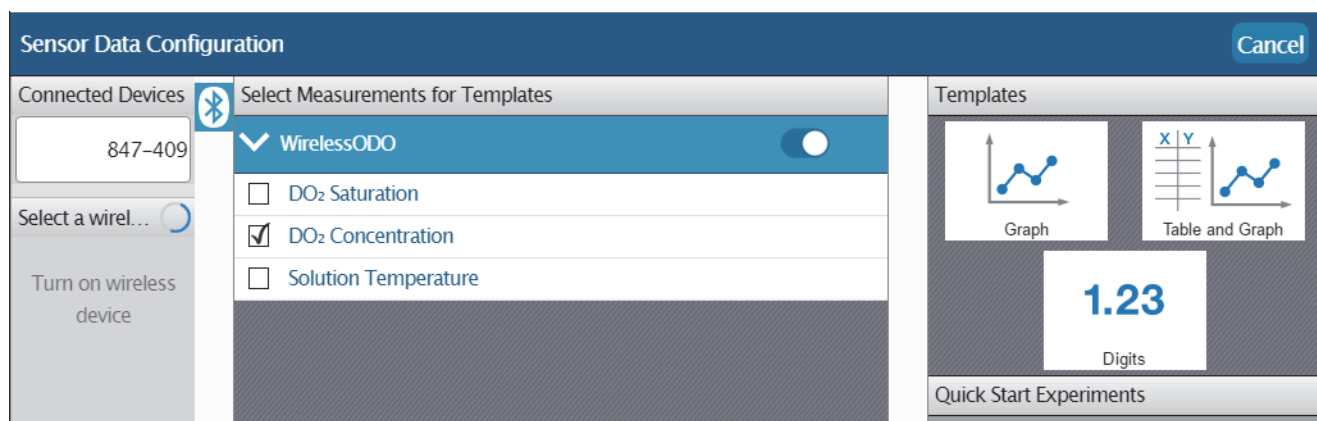 Sensor Data Configuration
Cancel
Connected Devices
847–409
Select a wirel...
Turn on wireless
device
Select Measurements for Templates
WirelessODO
DO₂ Saturation
DO₂ Concentration
Solution Temperature
Templates
Graph
X Y
Table and Graph
1.23
Digits
Quick Start Experiments